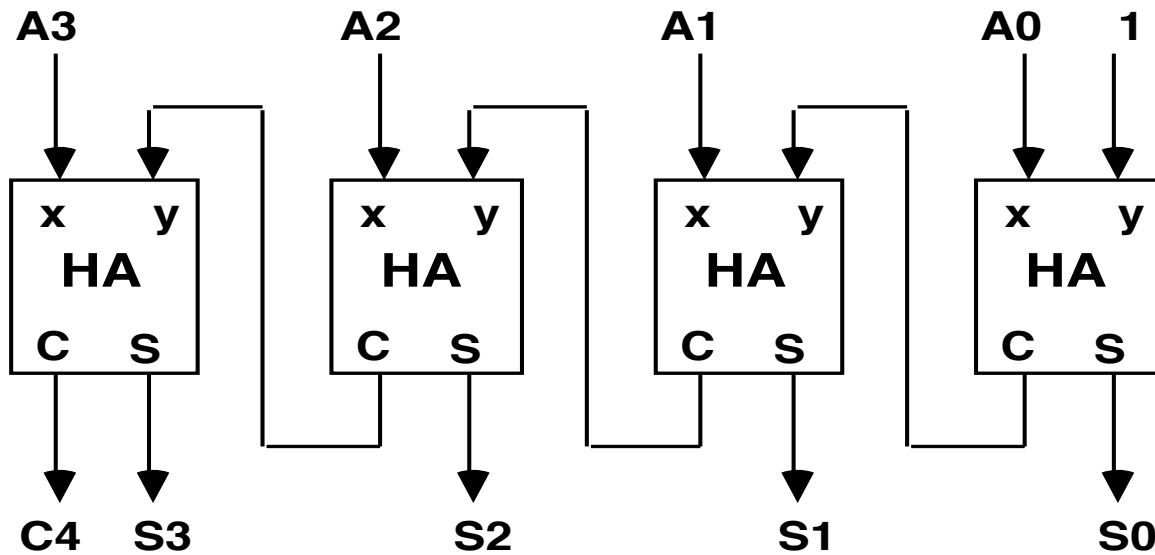 A3 A2 A1 A0 1
x y x y x y x y
HA HA HA HA
C S C S C S C S
C4 S3 S2 S1 S0